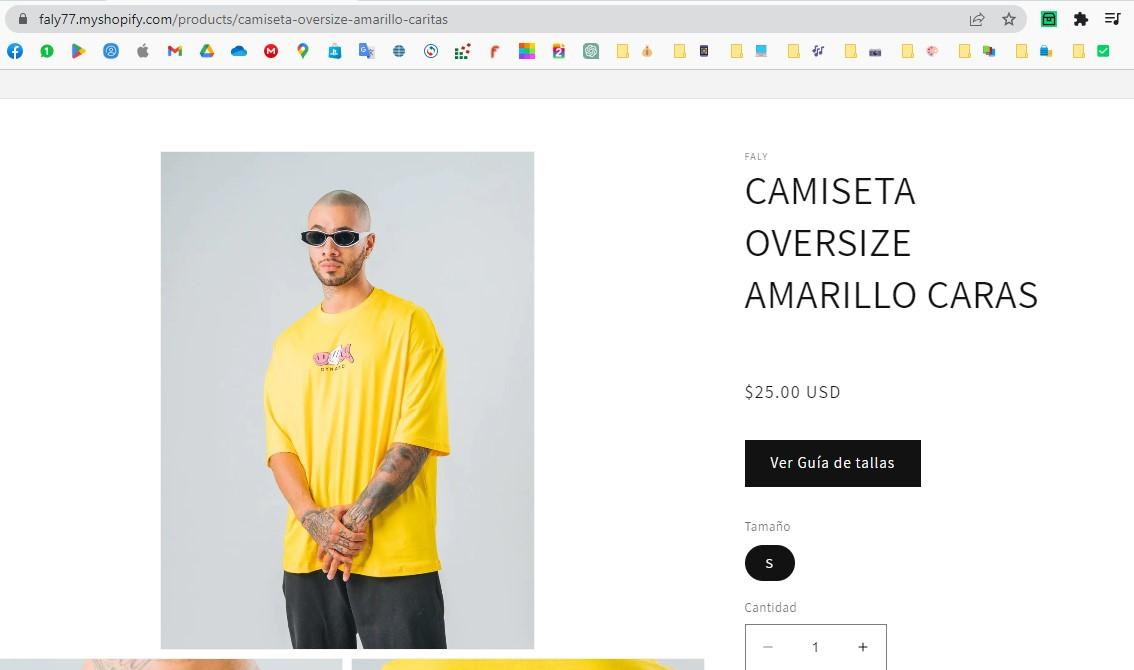 faly77.myshopify.com/products/camiseta-oversize-amarillo-caritas
FALY
CAMISETA
OVERSIZE
AMARILLO CARAS
$25.00 USD
Ver Guía de tallas
Tamaño
S
Cantidad
− 1 +